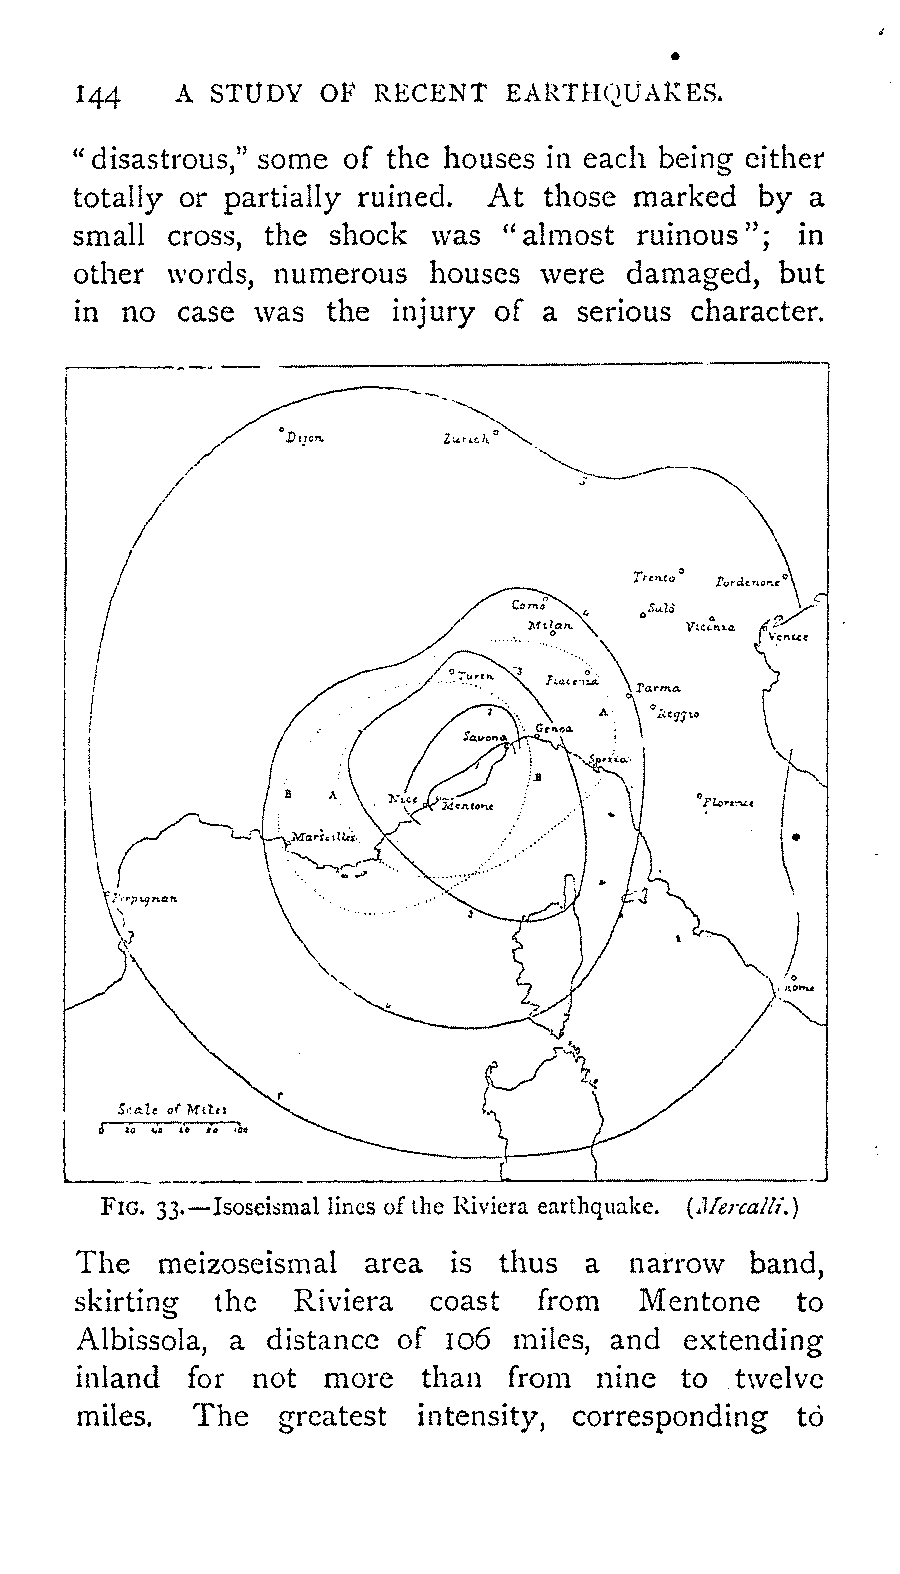 144 A STUDY OF RECENT EARTHQUAKES.
“disastrous,” some of the houses in each being either
totally or partially ruined. At those marked by a
small cross, the shock was “almost ruinous”; in
other words, numerous houses were damaged, but
in no case was the injury of a serious character.
Dijon
Zurich
Trento
Pordenone
Como
Salò
Milan
Vicenza
Venice
Turin
3
Piacenza
Parma
A
Reggio
Genoa
Savona
Spezia
B
B
A
Nice
Mentone
Florence
Marseilles
Perpignan
3
4
Rome
Scale of Miles
0 20 40 60 80 100
FIG. 33.—Isoseismal lines of the Riviera earthquake. (Mercalli.)
The meizoseismal area is thus a narrow band,
skirting the Riviera coast from Mentone to
Albissola, a distance of 106 miles, and extending
inland for not more than from nine to twelve
miles. The greatest intensity, corresponding to